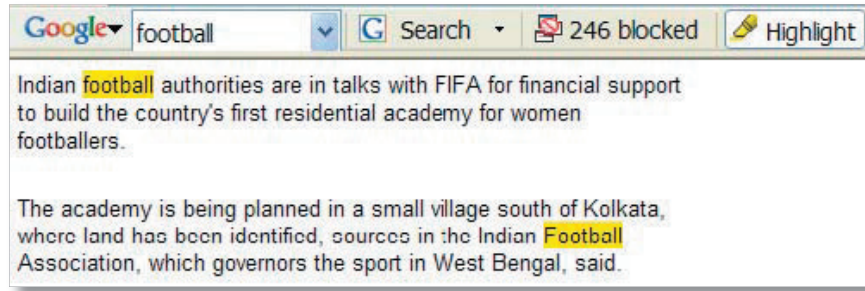 Google football Search 246 blocked Highlight
Indian football authorities are in talks with FIFA for financial support
to build the country's first residential academy for women
footballers.
The academy is being planned in a small village south of Kolkata,
where land has been identified, sources in the Indian Football
Association, which governors the sport in West Bengal, said.